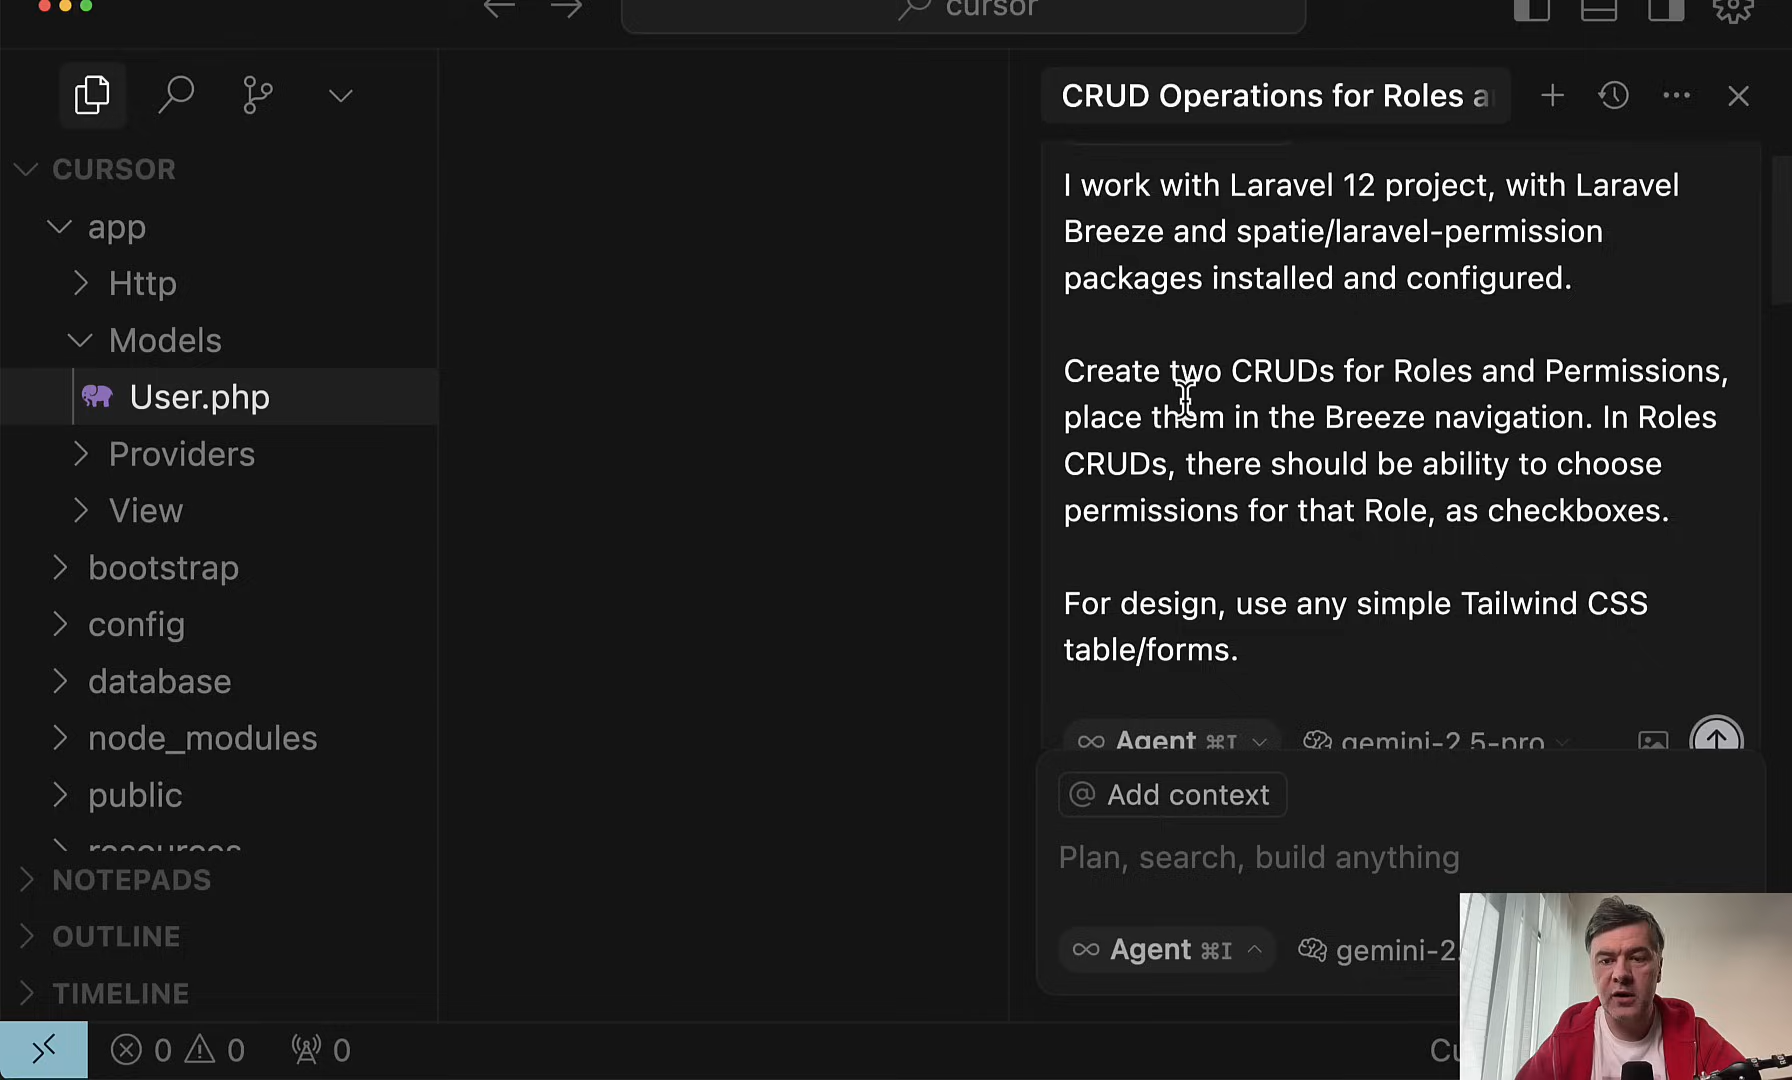 cursor
CURSOR
app
Http
Models
User.php
Providers
View
bootstrap
config
database
node_modules
public
resources
NOTEPADS
OUTLINE
TIMELINE
0 0 0
CRUD Operations for Roles a
I work with Laravel 12 project, with Laravel
Breeze and spatie/laravel-permission
packages installed and configured.
Create two CRUDs for Roles and Permissions,
place them in the Breeze navigation. In Roles
CRUDs, there should be ability to choose
permissions for that Role, as checkboxes.
For design, use any simple Tailwind CSS
table/forms.
Agent ⌘I gemini-2.5-pro
@ Add context
Plan, search, build anything
Agent ⌘I gemini-2.
Cu